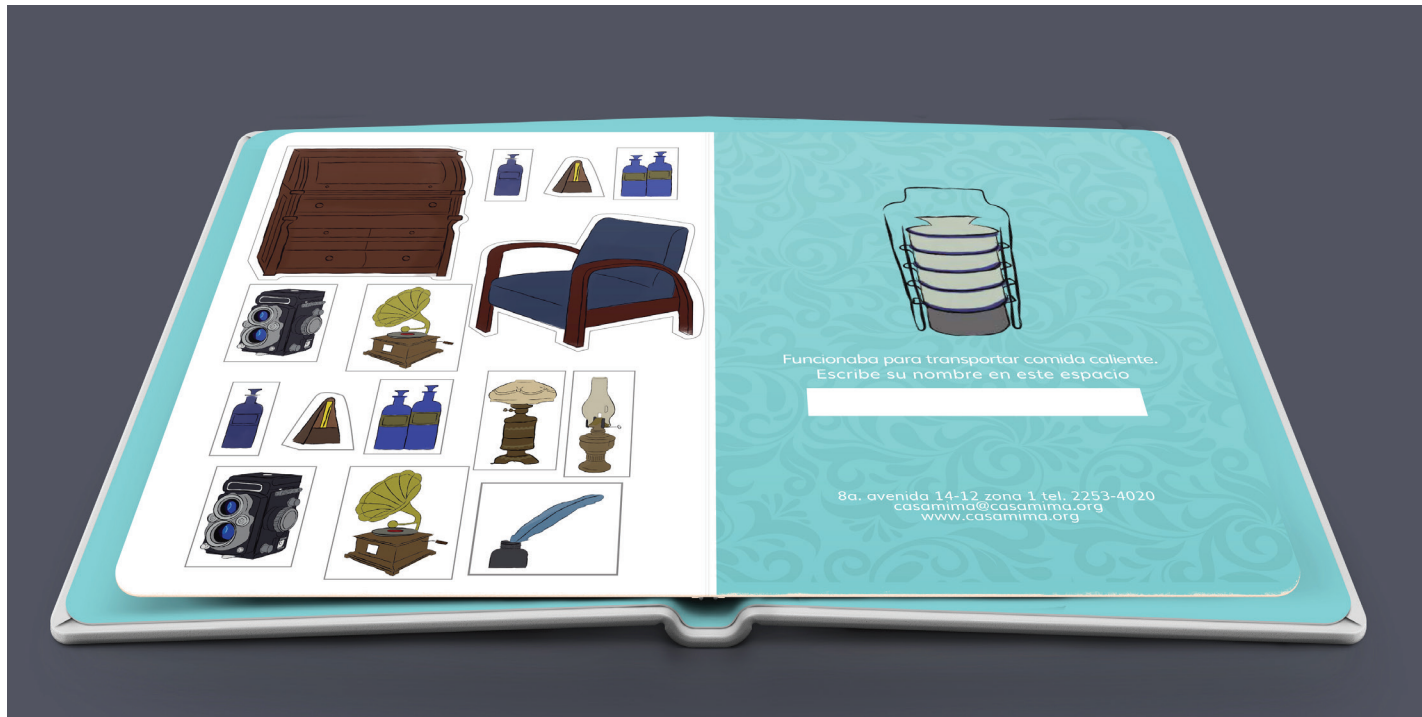 Funcionaba para transportar comida caliente.
Escribe su nombre en este espacio
8a. avenida 14-12 zona 1 tel. 2253-4020
casamima@casamima.org
www.casamima.org